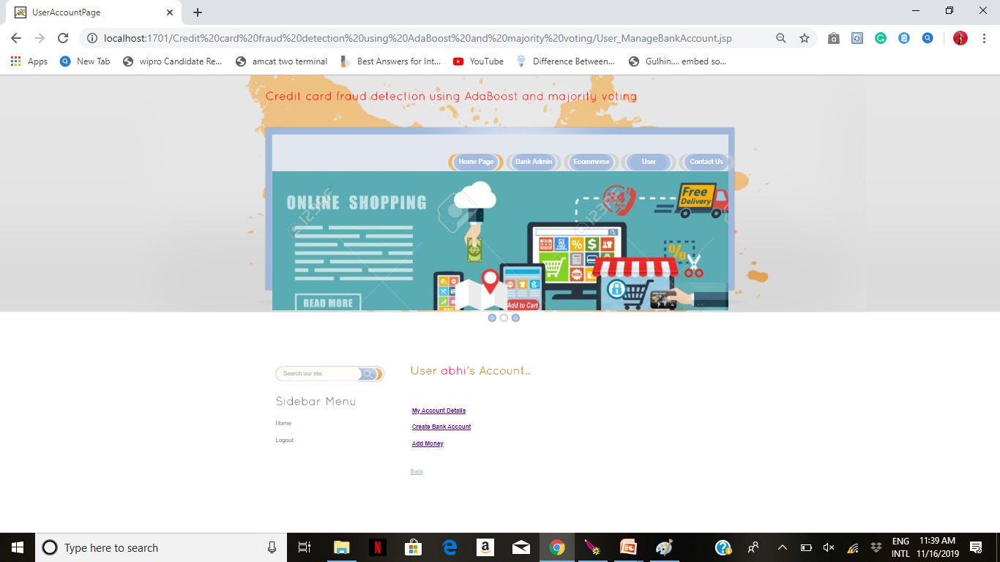 UserAccountPage
localhost:1701/Credit%20card%20fraud%20detection%20using%20AdaBoost%20and%20majority%20voting/User_ManageBankAccount.jsp
Apps New Tab wipro Candidate Re... amcat two terminal Best Answers for Int... YouTube Difference Between... Gulhin.... embed so...
Credit card fraud detection using AdaBoost and majority voting
Home Page Bank Admin Ecommerce User Contact Us
ONLINE SHOPPING
24
hrs
Free
Delivery
%
$
READ MORE
Add to Cart
Search our ste:
User abhi's Account..
Sidebar Menu
My Account Details
Home
Create Bank Account
Logout
Add Money
Back
Type here to search
ENG
INTL
11:39 AM
11/16/2019